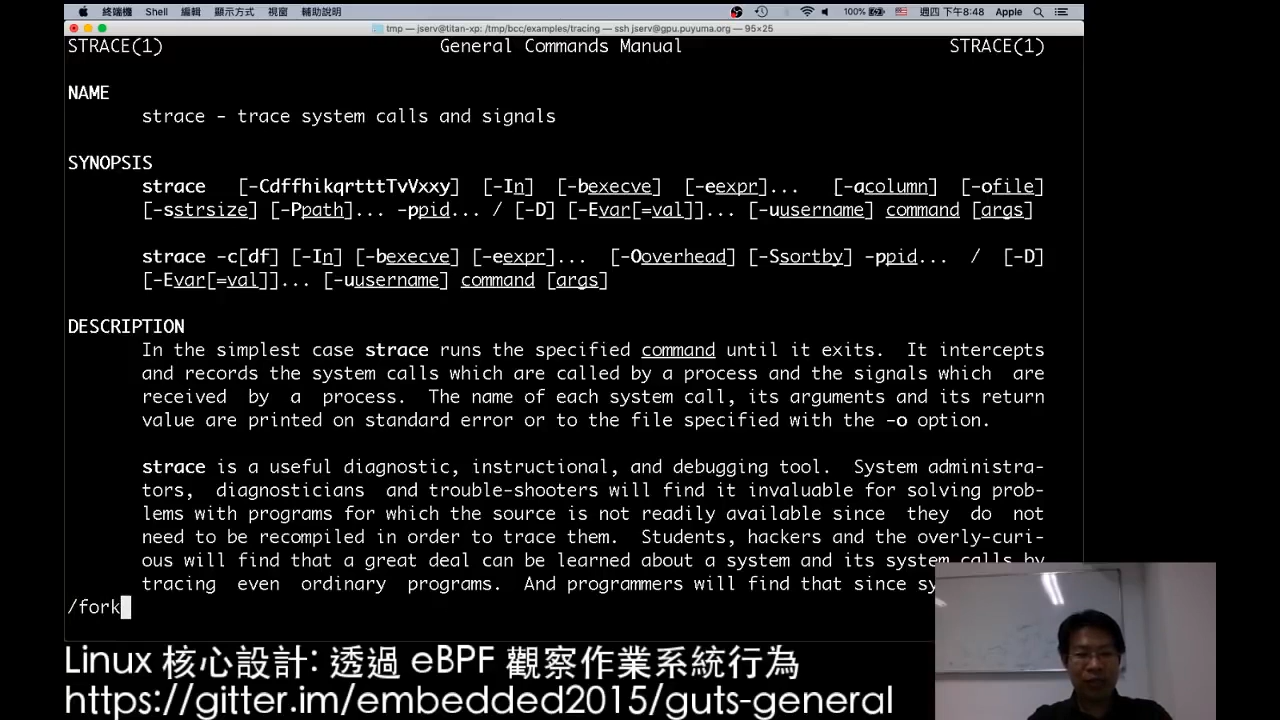 終端機 Shell 編輯 顯示方式 視窗 輔助說明 100% 週四 下午8:48 Apple
tmp — jserv@titan-xp: /tmp/bcc/examples/tracing — ssh jserv@gpu.puyuma.org — 95×25
STRACE(1) General Commands Manual STRACE(1)
NAME
strace - trace system calls and signals
SYNOPSIS
strace [-CdffhikqrtttTvVxxy] [-In] [-bexecve] [-eexpr]... [-acolumn] [-ofile]
[-sstrsize] [-Ppath]... -ppid... / [-D] [-Evar[=val]]... [-uusername] command [args]
strace -c[df] [-In] [-bexecve] [-eexpr]... [-Ooverhead] [-Ssortby] -ppid... / [-D]
[-Evar[=val]]... [-uusername] command [args]
DESCRIPTION
In the simplest case strace runs the specified command until it exits. It intercepts
and records the system calls which are called by a process and the signals which are
received by a process. The name of each system call, its arguments and its return
value are printed on standard error or to the file specified with the -o option.
strace is a useful diagnostic, instructional, and debugging tool. System administra-
tors, diagnosticians and trouble-shooters will find it invaluable for solving prob-
lems with programs for which the source is not readily available since they do not
need to be recompiled in order to trace them. Students, hackers and the overly-curi-
ous will find that a great deal can be learned about a system and its system calls by
tracing even ordinary programs. And programmers will find that since
/fork
Linux 核心設計: 透過 eBPF 觀察作業系統行為
https://gitter.im/embedded2015/guts-general